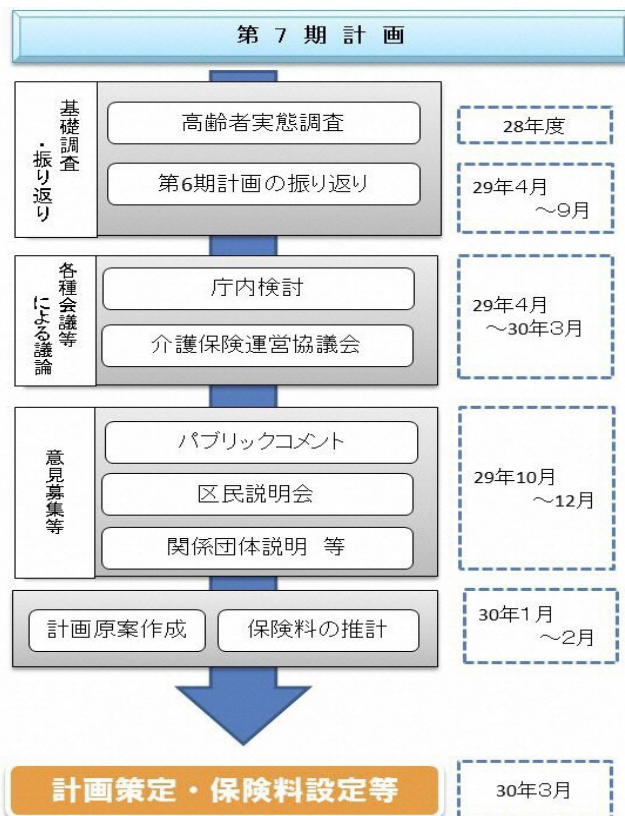 第７期計画
基礎調査
・振り返り
高齢者実態調査
28年度
第6期計画の振り返り
29年４月
～９月
各種会議等
による議論
庁内検討
介護保険運営協議会
29年４月
～30年３月
意見募集等
パブリックコメント
区民説明会
関係団体説明　等
29年10月
～12月
計画原案作成
保険料の推計
30年１月
～２月
計画策定・保険料設定等
30年３月